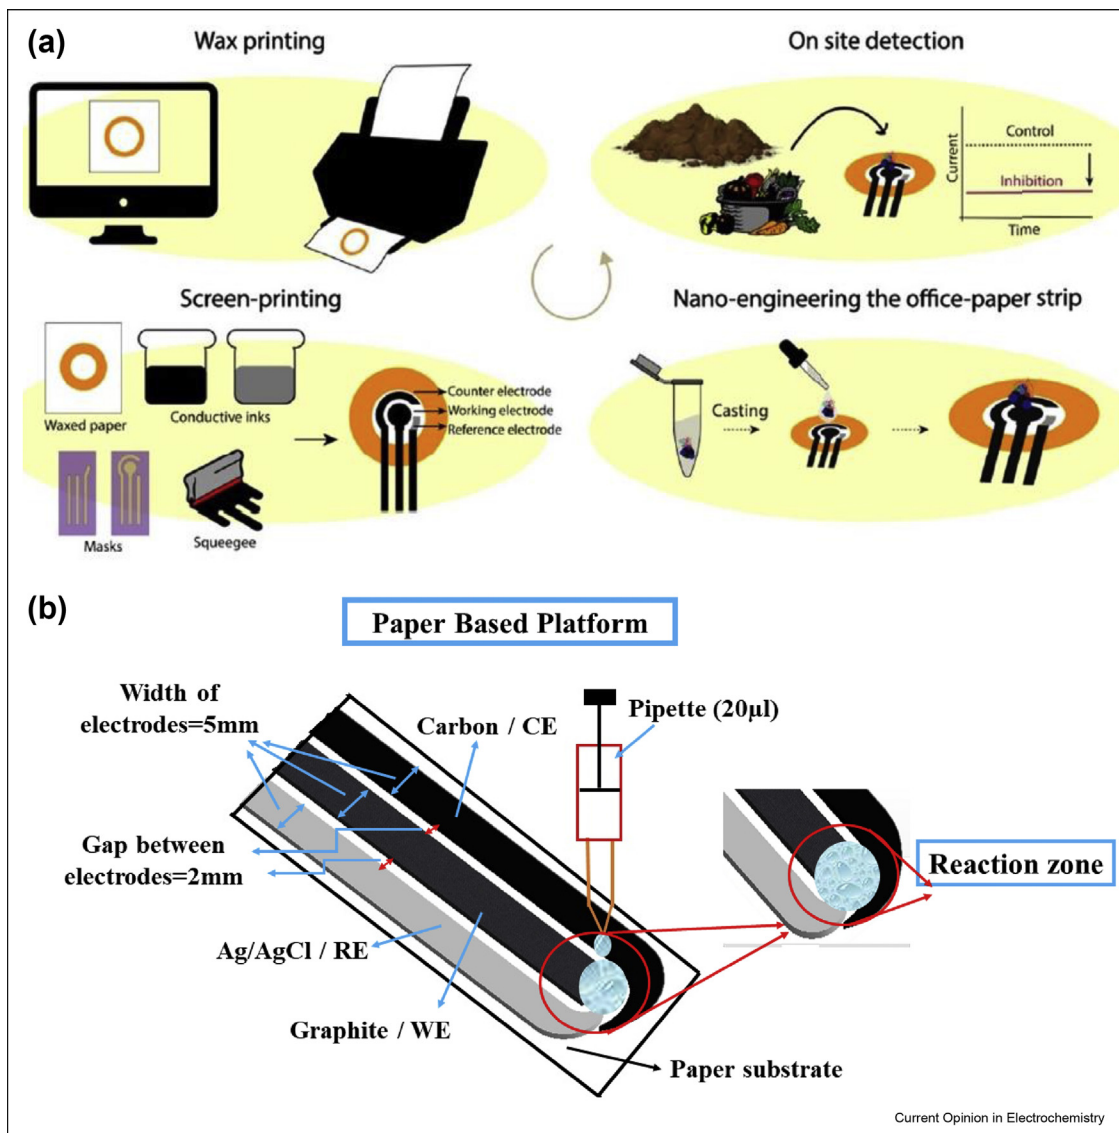 (a)
Wax printing
On site detection
Control
Current
Inhibition
Time
Screen-printing
Nano-engineering the office-paper strip
Waxed paper
Conductive inks
Counter electrode
Working electrode
Reference electrode
Casting
Masks
Squeegee
(b)
Paper Based Platform
Width of
electrodes=5mm
Carbon / CE
Pipette (20µl)
Gap between
electrodes=2mm
Reaction zone
Ag/AgCl / RE
Graphite / WE
Paper substrate
Current Opinion in Electrochemistry